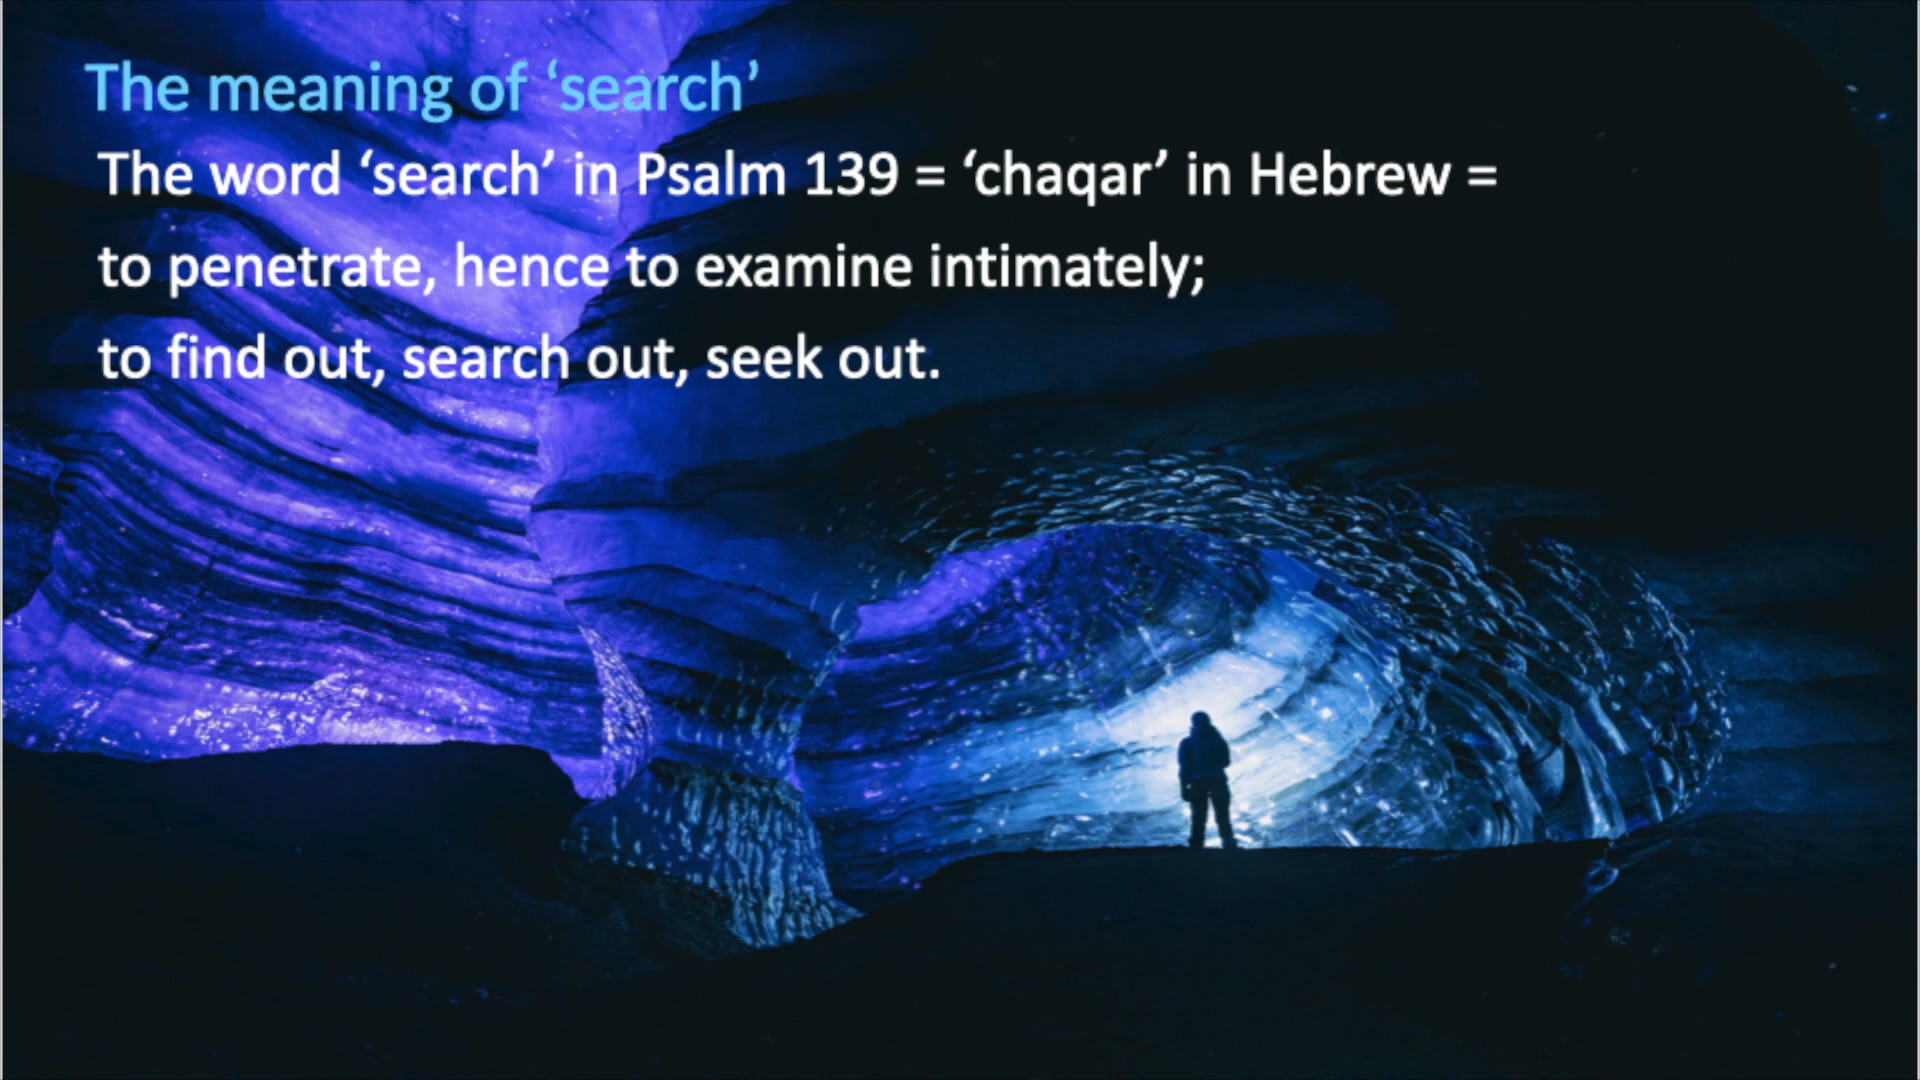 The meaning of ‘search’
The word ‘search’ in Psalm 139 = ‘chaqar’ in Hebrew =
to penetrate, hence to examine intimately;
to find out, search out, seek out.